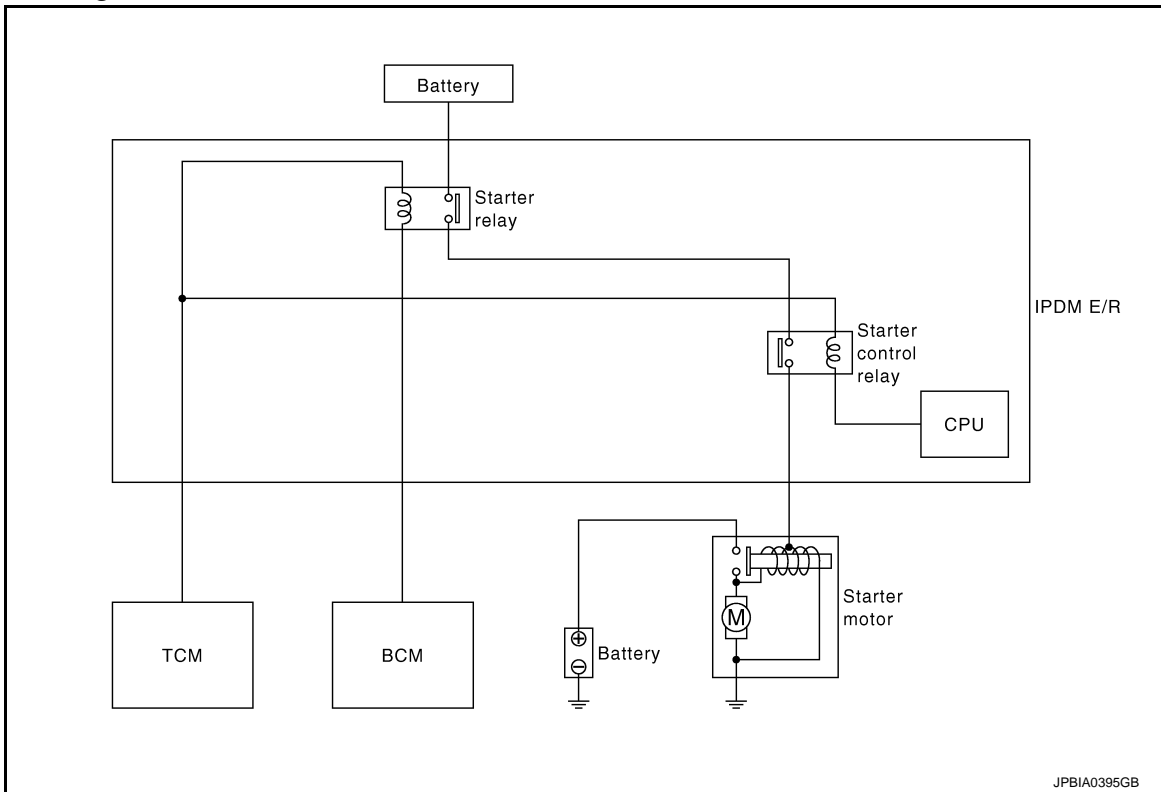 Battery
Starter
relay
IPDM E/R
Starter
control
relay
CPU
TCM
BCM
Battery
Starter
motor
M
JPBIA0395GB